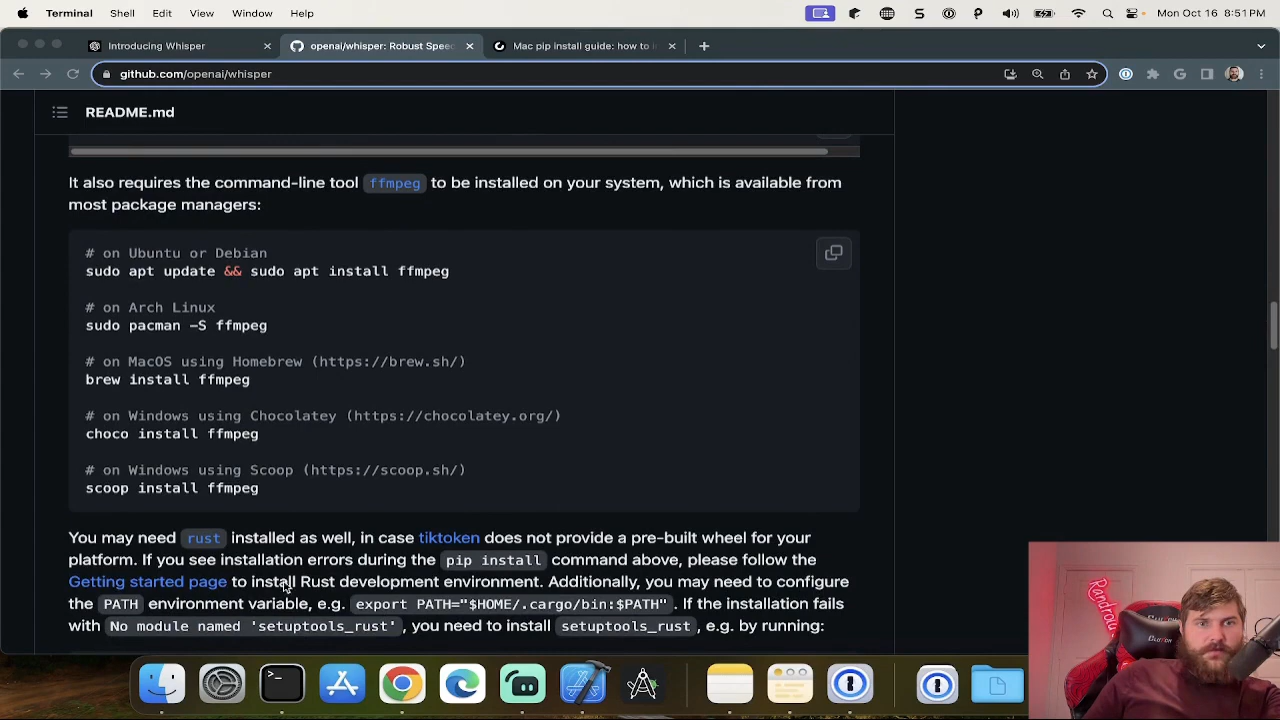 Terminal Shell Edit View Window Help Mon Oct 16 8:51PM
Introducing Whisper
openai/whisper: Robust Speec
Mac pip install guide: how to i
github.com/openai/whisper
README.md
It also requires the command-line tool ffmpeg to be installed on your system, which is available from
most package managers:
# on Ubuntu or Debian
sudo apt update && sudo apt install ffmpeg
# on Arch Linux
sudo pacman -S ffmpeg
# on MacOS using Homebrew (https://brew.sh/)
brew install ffmpeg
# on Windows using Chocolatey (https://chocolatey.org/)
choco install ffmpeg
# on Windows using Scoop (https://scoop.sh/)
scoop install ffmpeg
You may need rust installed as well, in case tiktoken does not provide a pre-built wheel for your
platform. If you see installation errors during the pip install command above, please follow the
Getting started page to install Rust development environment. Additionally, you may need to configure
the PATH environment variable, e.g. export PATH="$HOME/.cargo/bin:$PATH". If the installation fails
with No module named 'setuptools_rust', you need to install setuptools_rust, e.g. by running: